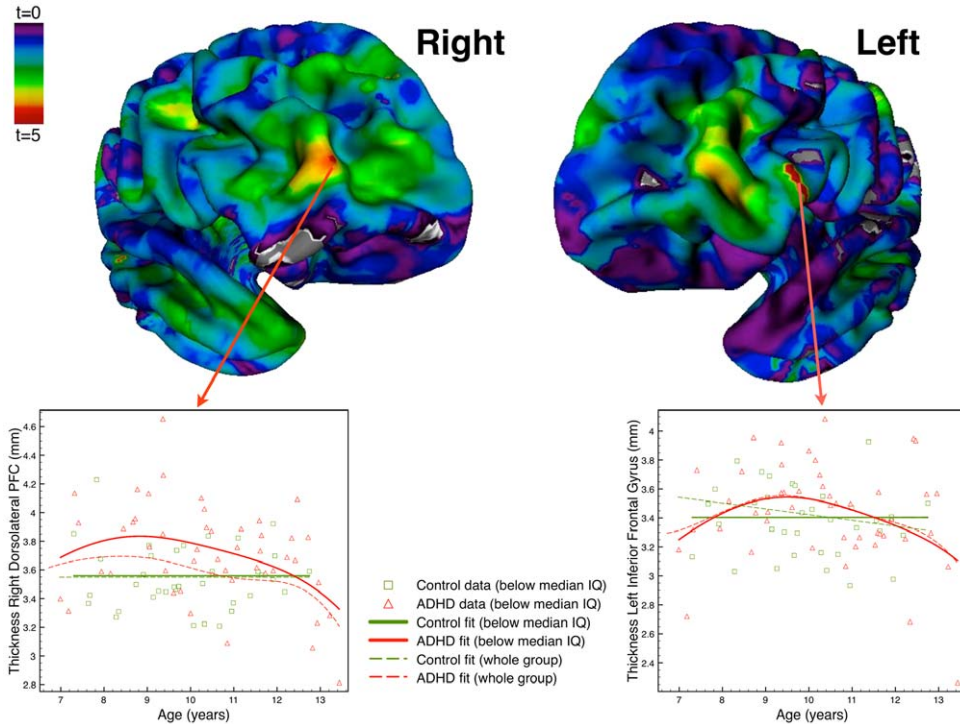 t=0
t=5
Right
Left
Thickness Right Dorsolateral PFC (mm)
4.6
4.4
4.2
4
3.8
3.6
3.4
3.2
3
2.8
7
8
9
10
11
12
13
Age (years)
Control data (below median IQ)
ADHD data (below median IQ)
Control fit (below median IQ)
ADHD fit (below median IQ)
Control fit (whole group)
ADHD fit (whole group)
Thickness Left Inferior Frontal Gyrus (mm)
4
3.8
3.6
3.4
3.2
3
2.8
2.6
2.4
7
8
9
10
11
12
13
Age (years)